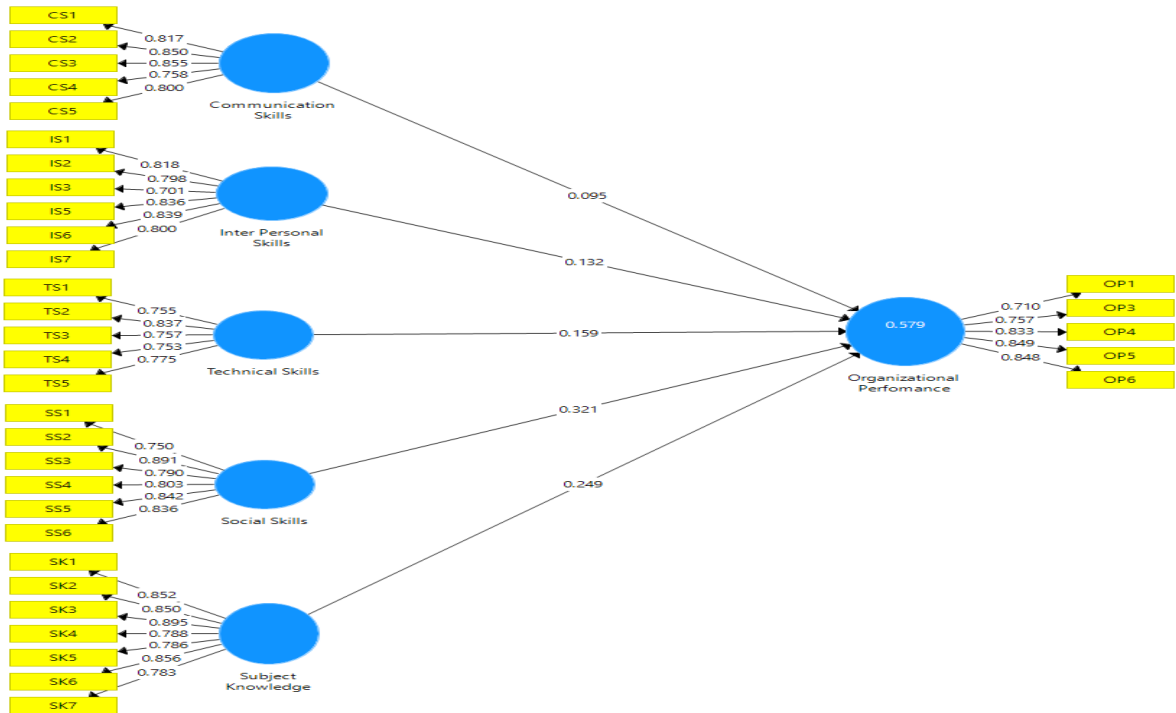 CS1
CS2
CS3
CS4
CS5
0.817
0.850
0.855
0.758
0.800
Communication
Skills
IS1
IS2
IS3
IS5
IS6
IS7
0.818
0.798
0.701
0.836
0.839
0.800
Inter Personal
Skills
TS1
TS2
TS3
TS4
TS5
0.755
0.837
0.757
0.753
0.775
Technical Skills
SS1
SS2
SS3
SS4
SS5
SS6
0.750
0.891
0.790
0.803
0.842
0.836
Social Skills
SK1
SK2
SK3
SK4
SK5
SK6
SK7
0.852
0.850
0.895
0.788
0.786
0.856
0.783
Subject
Knowledge
0.095
0.132
0.159
0.321
0.249
0.579
Organizational
Perfomance
0.710
0.757
0.833
0.849
0.848
OP1
OP3
OP4
OP5
OP6